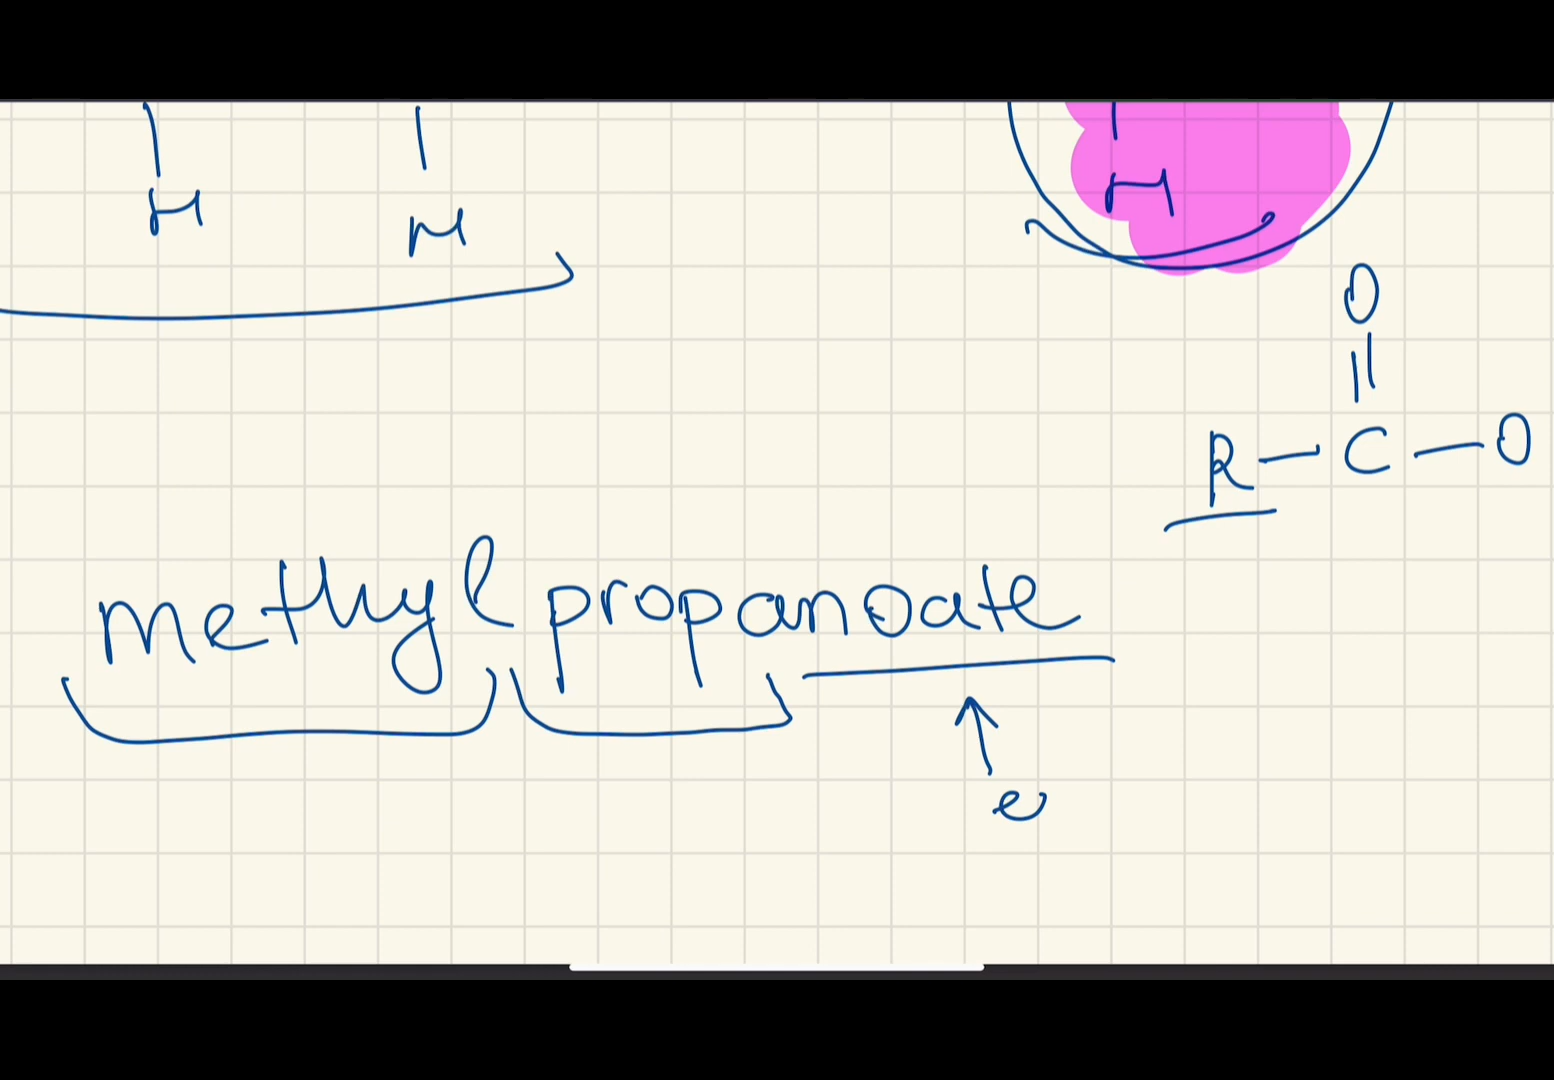 H H H
O
||
R—C—O
methyl propanoate
e